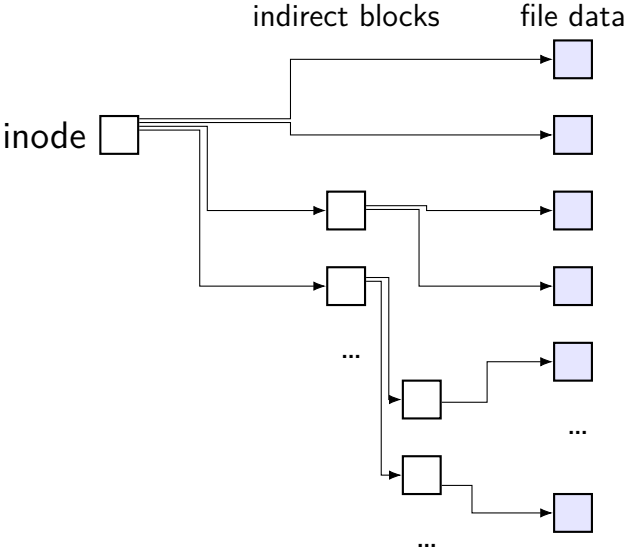 indirect blocks
file data
inode
...
...
...